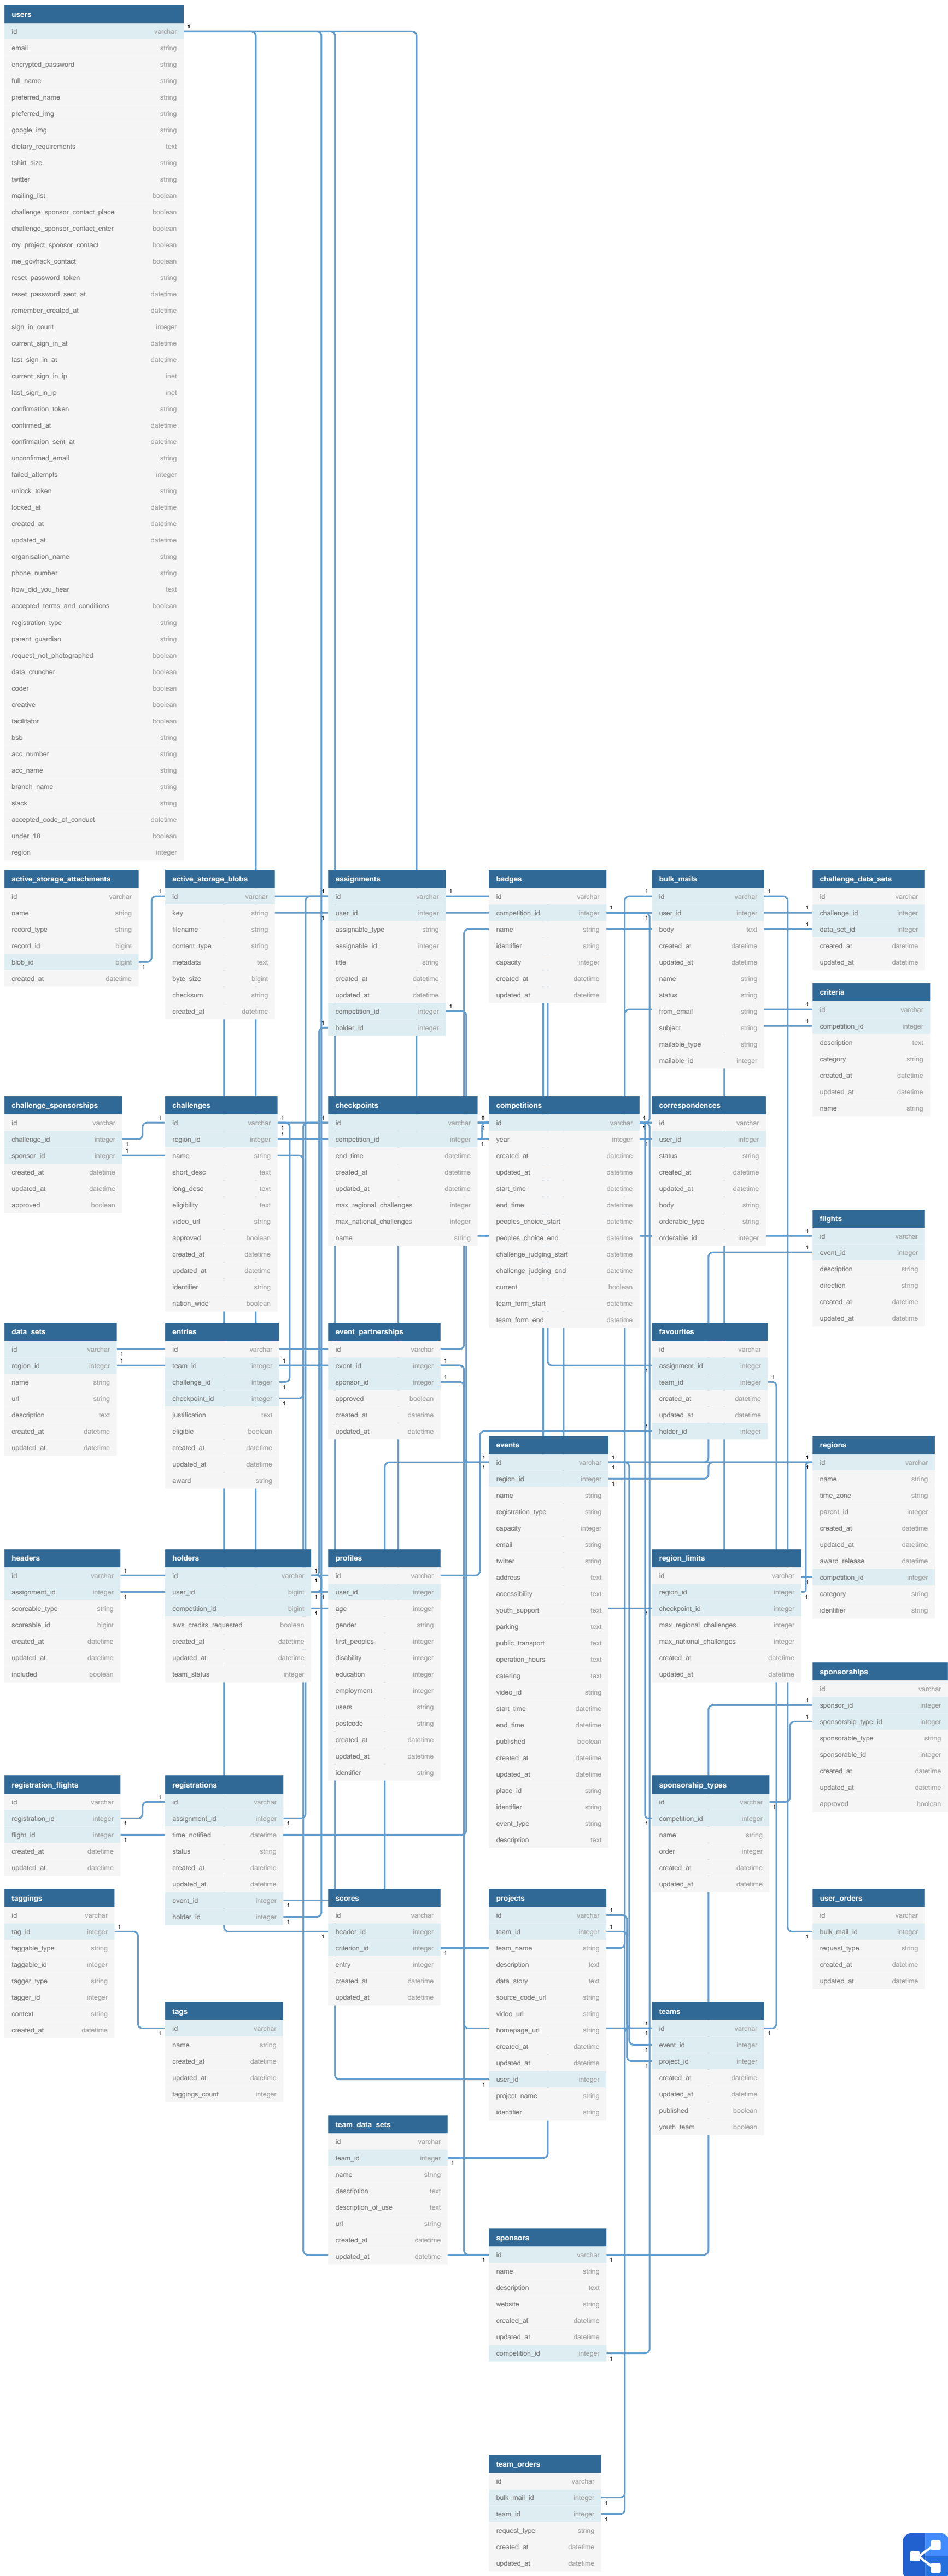 users
id varchar
email string
encrypted_password string
full_name string
preferred_name string
preferred_img string
google_img string
dietary_requirements text
tshirt_size string
twitter string
mailing_list boolean
challenge_sponsor_contact_place boolean
challenge_sponsor_contact_enter boolean
my_project_sponsor_contact boolean
me_govhack_contact boolean
reset_password_token string
reset_password_sent_at datetime
remember_created_at datetime
sign_in_count integer
current_sign_in_at datetime
last_sign_in_at datetime
current_sign_in_ip inet
last_sign_in_ip inet
confirmation_token string
confirmed_at datetime
confirmation_sent_at datetime
unconfirmed_email string
failed_attempts integer
unlock_token string
locked_at datetime
created_at datetime
updated_at datetime
organisation_name string
phone_number string
how_did_you_hear text
accepted_terms_and_conditions boolean
registration_type string
parent_guardian string
request_not_photographed boolean
data_cruncher boolean
coder boolean
creative boolean
facilitator boolean
bsb string
acc_number string
acc_name string
branch_name string
slack string
accepted_code_of_conduct datetime
under_18 boolean
region integer
active_storage_attachments
id varchar
name string
record_type string
record_id bigint
blob_id bigint
created_at datetime
active_storage_blobs
id varchar
key string
filename string
content_type string
metadata text
byte_size bigint
checksum string
created_at datetime
assignments
id varchar
user_id integer
assignable_type string
assignable_id integer
title string
created_at datetime
updated_at datetime
competition_id integer
holder_id integer
badges
id varchar
competition_id integer
name string
identifier string
capacity integer
created_at datetime
updated_at datetime
bulk_mails
id varchar
user_id integer
body text
created_at datetime
updated_at datetime
name string
status string
from_email string
subject string
mailable_type string
mailable_id integer
challenge_data_sets
id varchar
challenge_id integer
data_set_id integer
created_at datetime
updated_at datetime
criteria
id varchar
competition_id integer
description text
category string
created_at datetime
updated_at datetime
name string
challenge_sponsorships
id varchar
challenge_id integer
sponsor_id integer
created_at datetime
updated_at datetime
approved boolean
challenges
id varchar
region_id integer
name string
short_desc text
long_desc text
eligibility text
video_url string
approved boolean
created_at datetime
updated_at datetime
identifier string
nation_wide boolean
checkpoints
id varchar
competition_id integer
end_time datetime
created_at datetime
updated_at datetime
max_regional_challenges integer
max_national_challenges integer
name string
competitions
id varchar
year integer
created_at datetime
updated_at datetime
start_time datetime
end_time datetime
peoples_choice_start datetime
peoples_choice_end datetime
challenge_judging_start datetime
challenge_judging_end datetime
current boolean
team_form_start datetime
team_form_end datetime
correspondences
id varchar
user_id integer
status string
created_at datetime
updated_at datetime
body string
orderable_type string
orderable_id integer
flights
id varchar
event_id integer
description string
direction string
created_at datetime
updated_at datetime
data_sets
id varchar
region_id integer
name string
url string
description text
created_at datetime
updated_at datetime
entries
id varchar
team_id integer
challenge_id integer
checkpoint_id integer
justification text
eligible boolean
created_at datetime
updated_at datetime
award string
event_partnerships
id varchar
event_id integer
sponsor_id integer
approved boolean
created_at datetime
updated_at datetime
favourites
id varchar
assignment_id integer
team_id integer
created_at datetime
updated_at datetime
holder_id integer
events
id varchar
region_id integer
name string
registration_type string
capacity integer
email string
twitter string
address text
accessibility text
youth_support text
parking text
public_transport text
operation_hours text
catering text
video_id string
start_time datetime
end_time datetime
published boolean
created_at datetime
updated_at datetime
place_id string
identifier string
event_type string
description text
regions
id varchar
name string
time_zone string
parent_id integer
created_at datetime
updated_at datetime
award_release datetime
competition_id integer
category string
identifier string
headers
id varchar
assignment_id integer
scoreable_type string
scoreable_id bigint
created_at datetime
updated_at datetime
included boolean
holders
id varchar
user_id bigint
competition_id bigint
aws_credits_requested boolean
created_at datetime
updated_at datetime
team_status integer
profiles
id varchar
user_id integer
age integer
gender string
first_peoples integer
disability integer
education integer
employment integer
users string
postcode string
created_at datetime
updated_at datetime
identifier string
region_limits
id varchar
region_id integer
checkpoint_id integer
max_regional_challenges integer
max_national_challenges integer
created_at datetime
updated_at datetime
sponsorships
id varchar
sponsor_id integer
sponsorship_type_id integer
sponsorable_type string
sponsorable_id integer
created_at datetime
updated_at datetime
approved boolean
registration_flights
id varchar
registration_id integer
flight_id integer
created_at datetime
updated_at datetime
registrations
id varchar
assignment_id integer
time_notified datetime
status string
created_at datetime
updated_at datetime
event_id integer
holder_id integer
sponsorship_types
id varchar
competition_id integer
name string
order integer
created_at datetime
updated_at datetime
taggings
id varchar
tag_id integer
taggable_type string
taggable_id integer
tagger_type string
tagger_id integer
context string
created_at datetime
scores
id varchar
header_id integer
criterion_id integer
entry integer
created_at datetime
updated_at datetime
projects
id varchar
team_id integer
team_name string
description text
data_story text
source_code_url string
video_url string
homepage_url string
created_at datetime
updated_at datetime
user_id integer
project_name string
identifier string
user_orders
id varchar
bulk_mail_id integer
request_type string
created_at datetime
updated_at datetime
tags
id varchar
name string
created_at datetime
updated_at datetime
taggings_count integer
teams
id varchar
event_id integer
project_id integer
created_at datetime
updated_at datetime
published boolean
youth_team boolean
team_data_sets
id varchar
team_id integer
name string
description text
description_of_use text
url string
created_at datetime
updated_at datetime
sponsors
id varchar
name string
description text
website string
created_at datetime
updated_at datetime
competition_id integer
team_orders
id varchar
bulk_mail_id integer
team_id integer
request_type string
created_at datetime
updated_at datetime